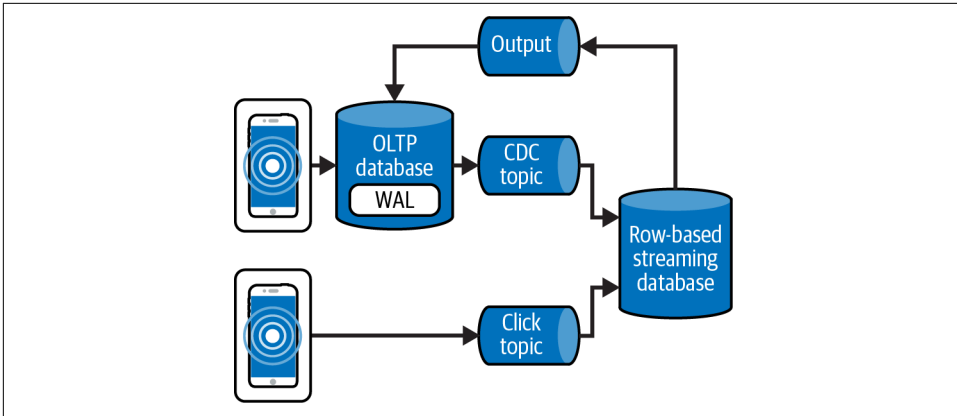 Output
OLTP
database
WAL
CDC
topic
Row-based
streaming
database
Click
topic